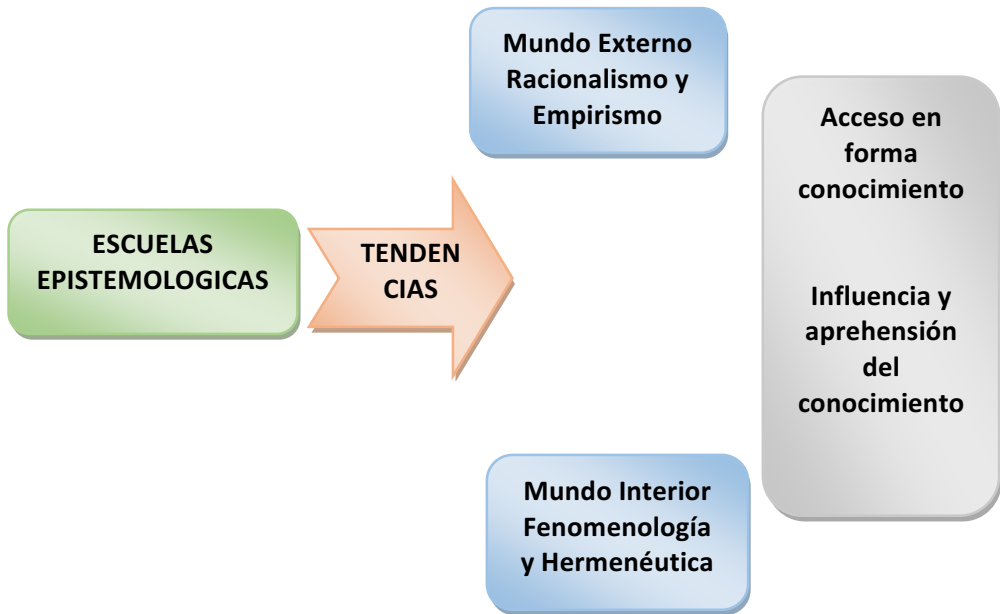 Mundo Externo
Racionalismo y
Empirismo
Acceso en
forma
conocimiento
ESCUELAS
EPISTEMOLOGICAS
TENDEN
CIAS
Influencia y
aprehensión
del
conocimiento
Mundo Interior
Fenomenología
y Hermenéutica